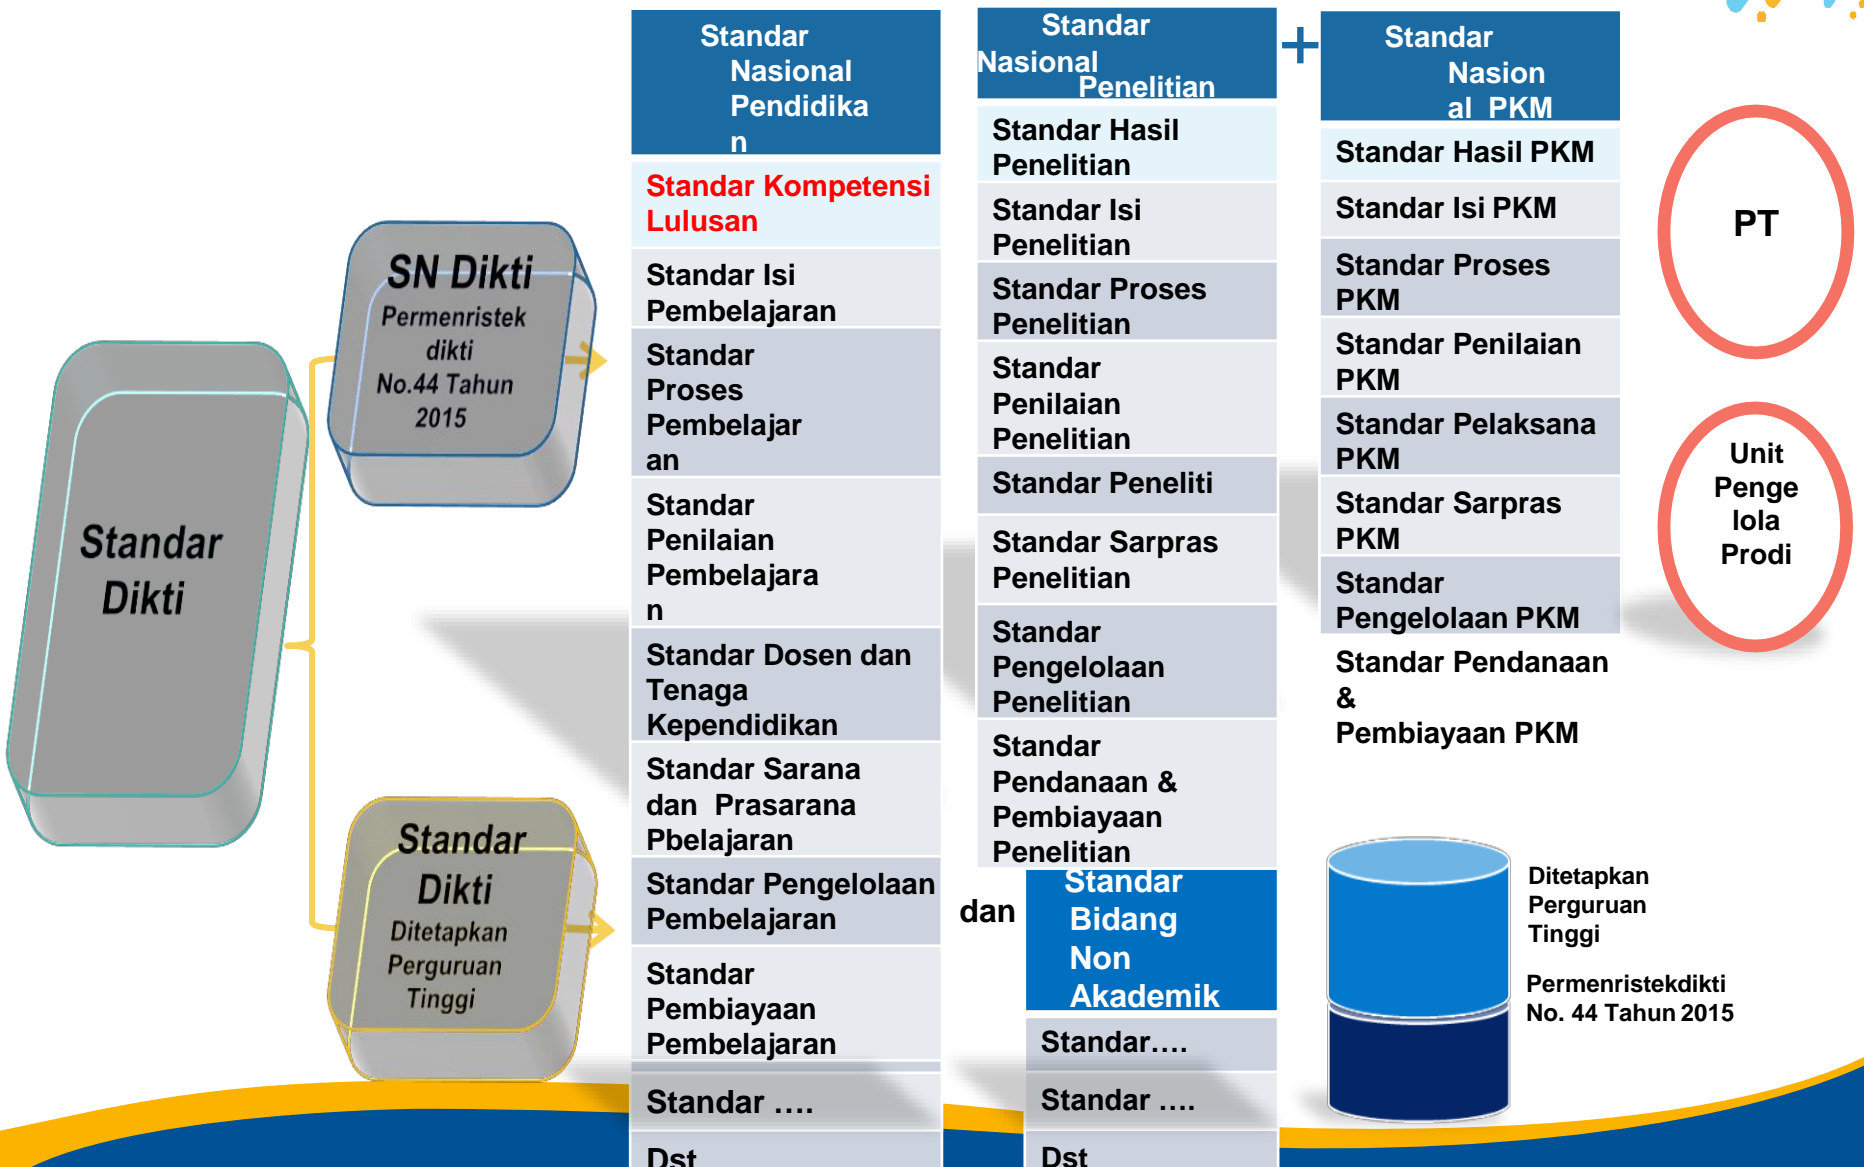 Standar
Dikti
SN Dikti
Permenristek
dikti
No.44 Tahun
2015
Standar
Dikti
Ditetapkan
Perguruan
Tinggi
Standar
Nasional
Pendidika
n
Standar Kompetensi
Lulusan
Standar Isi
Pembelajaran
Standar
Proses
Pembelajar
an
Standar
Penilaian
Pembelajara
n
Standar Dosen dan
Tenaga
Kependidikan
Standar Sarana
dan Prasarana
Pbelajaran
Standar Pengelolaan
Pembelajaran
Standar
Pembiayaan
Pembelajaran
Standar ....
Dst
Standar
Nasional
Penelitian
Standar Hasil
Penelitian
Standar Isi
Penelitian
Standar Proses
Penelitian
Standar
Penilaian
Penelitian
Standar Peneliti
Standar Sarpras
Penelitian
Standar
Pengelolaan
Penelitian
Standar
Pendanaan &
Pembiayaan
Penelitian
dan
Standar
Bidang
Non
Akademik
Standar....
Standar ....
Dst
+
Standar
Nasion
al PKM
Standar Hasil PKM
Standar Isi PKM
Standar Proses
PKM
Standar Penilaian
PKM
Standar Pelaksana
PKM
Standar Sarpras
PKM
Standar
Pengelolaan PKM
Standar Pendanaan
&
Pembiayaan PKM
PT
Unit
Penge
lola
Prodi
Ditetapkan
Perguruan
Tinggi
Permenristekdikti
No. 44 Tahun 2015